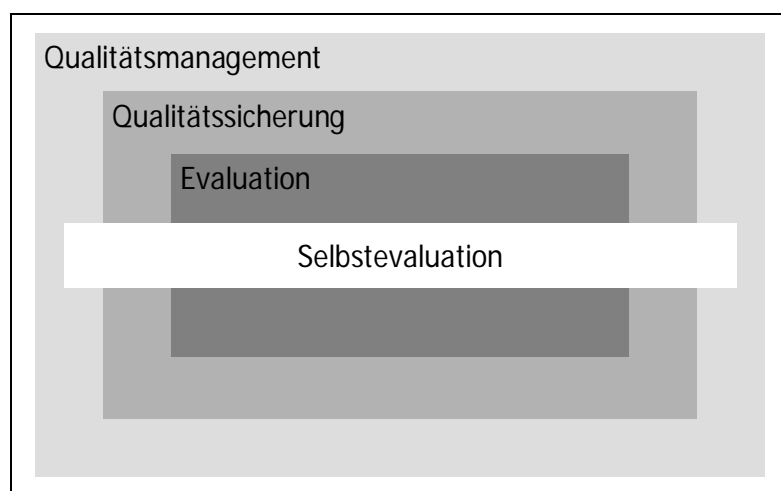 Qualitätsmanagement
Qualitätssicherung
Evaluation
Selbstevaluation